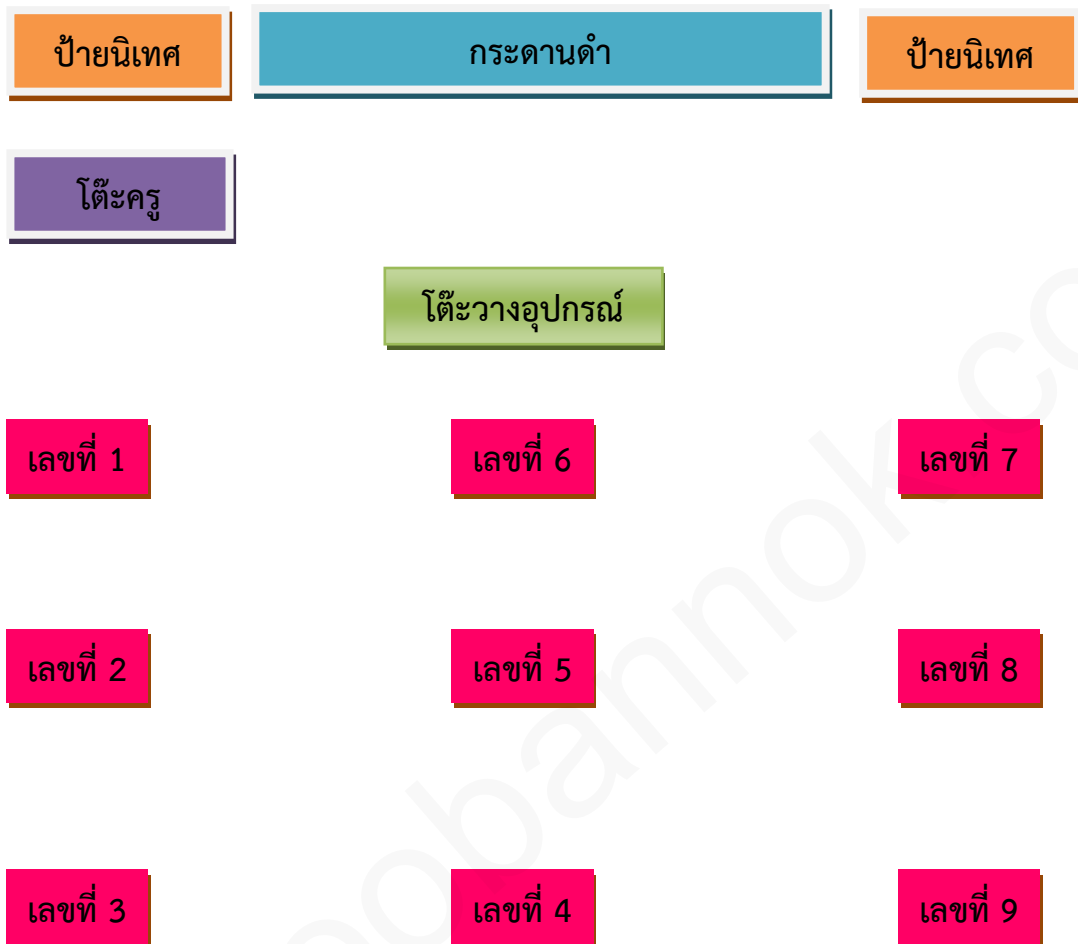 ป้ายนิเทศ
กระดานดำ
ป้ายนิเทศ
โต๊ะครู
โต๊ะวางอุปกรณ์
เลขที่ 1
เลขที่ 6
เลขที่ 7
เลขที่ 2
เลขที่ 5
เลขที่ 8
เลขที่ 3
เลขที่ 4
เลขที่ 9